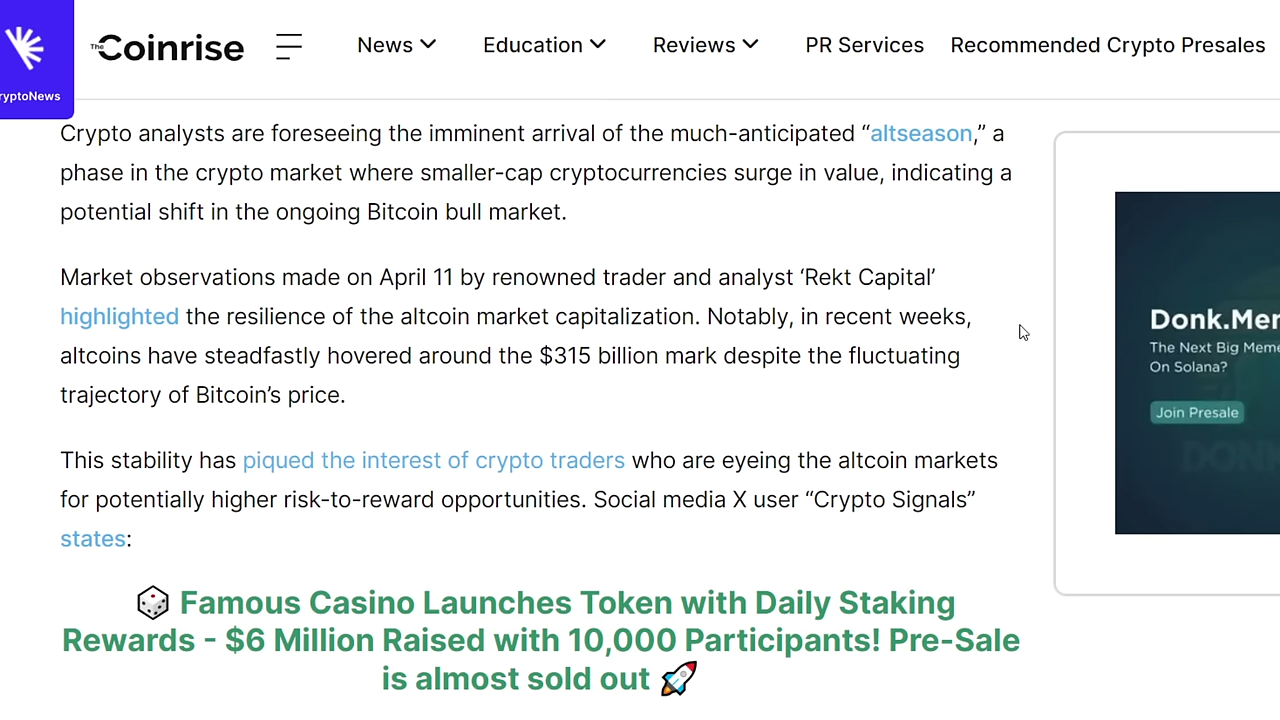 ryptoNews
The Coinrise
News
Education
Reviews
PR Services
Recommended Crypto Presales
Crypto analysts are foreseeing the imminent arrival of the much-anticipated “altseason,” a
phase in the crypto market where smaller-cap cryptocurrencies surge in value, indicating a
potential shift in the ongoing Bitcoin bull market.
Market observations made on April 11 by renowned trader and analyst ‘Rekt Capital’
highlighted the resilience of the altcoin market capitalization. Notably, in recent weeks,
altcoins have steadfastly hovered around the $315 billion mark despite the fluctuating
trajectory of Bitcoin’s price.
This stability has piqued the interest of crypto traders who are eyeing the altcoin markets
for potentially higher risk-to-reward opportunities. Social media X user “Crypto Signals”
states:
🎲 Famous Casino Launches Token with Daily Staking
Rewards - $6 Million Raised with 10,000 Participants! Pre-Sale
is almost sold out 🚀
Donk.Mem
The Next Big Meme
On Solana?
Join Presale
DONK